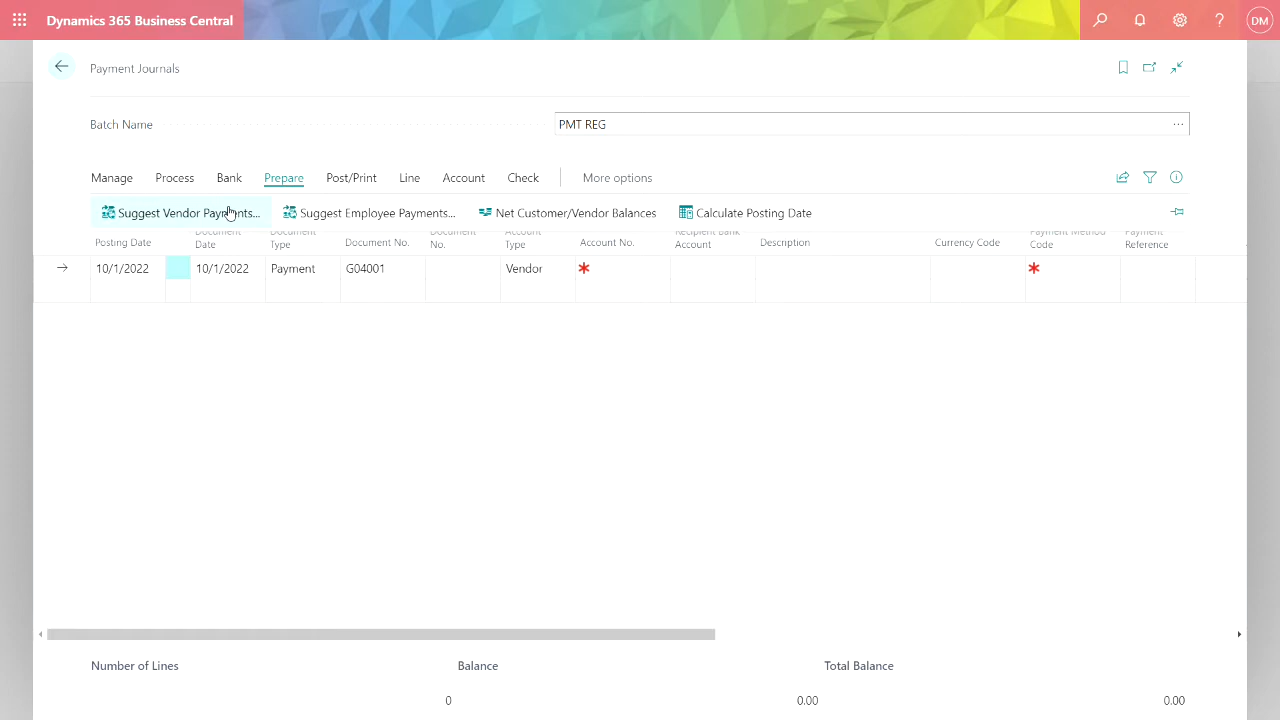 Dynamics 365 Business Central
DM
Payment Journals
Batch Name
PMT REG
Manage Process Bank Prepare Post/Print Line Account Check More options
Suggest Vendor Payments... Suggest Employee Payments... Net Customer/Vendor Balances Calculate Posting Date
Posting Date
Document Date
Document Type
Document No.
Document No.
Account Type
Account No.
Recipient Bank Account
Description
Currency Code
Payment Method Code
Payment Reference
10/1/2022 10/1/2022 Payment G04001 Vendor * *
Number of Lines Balance Total Balance
0 0.00 0.00